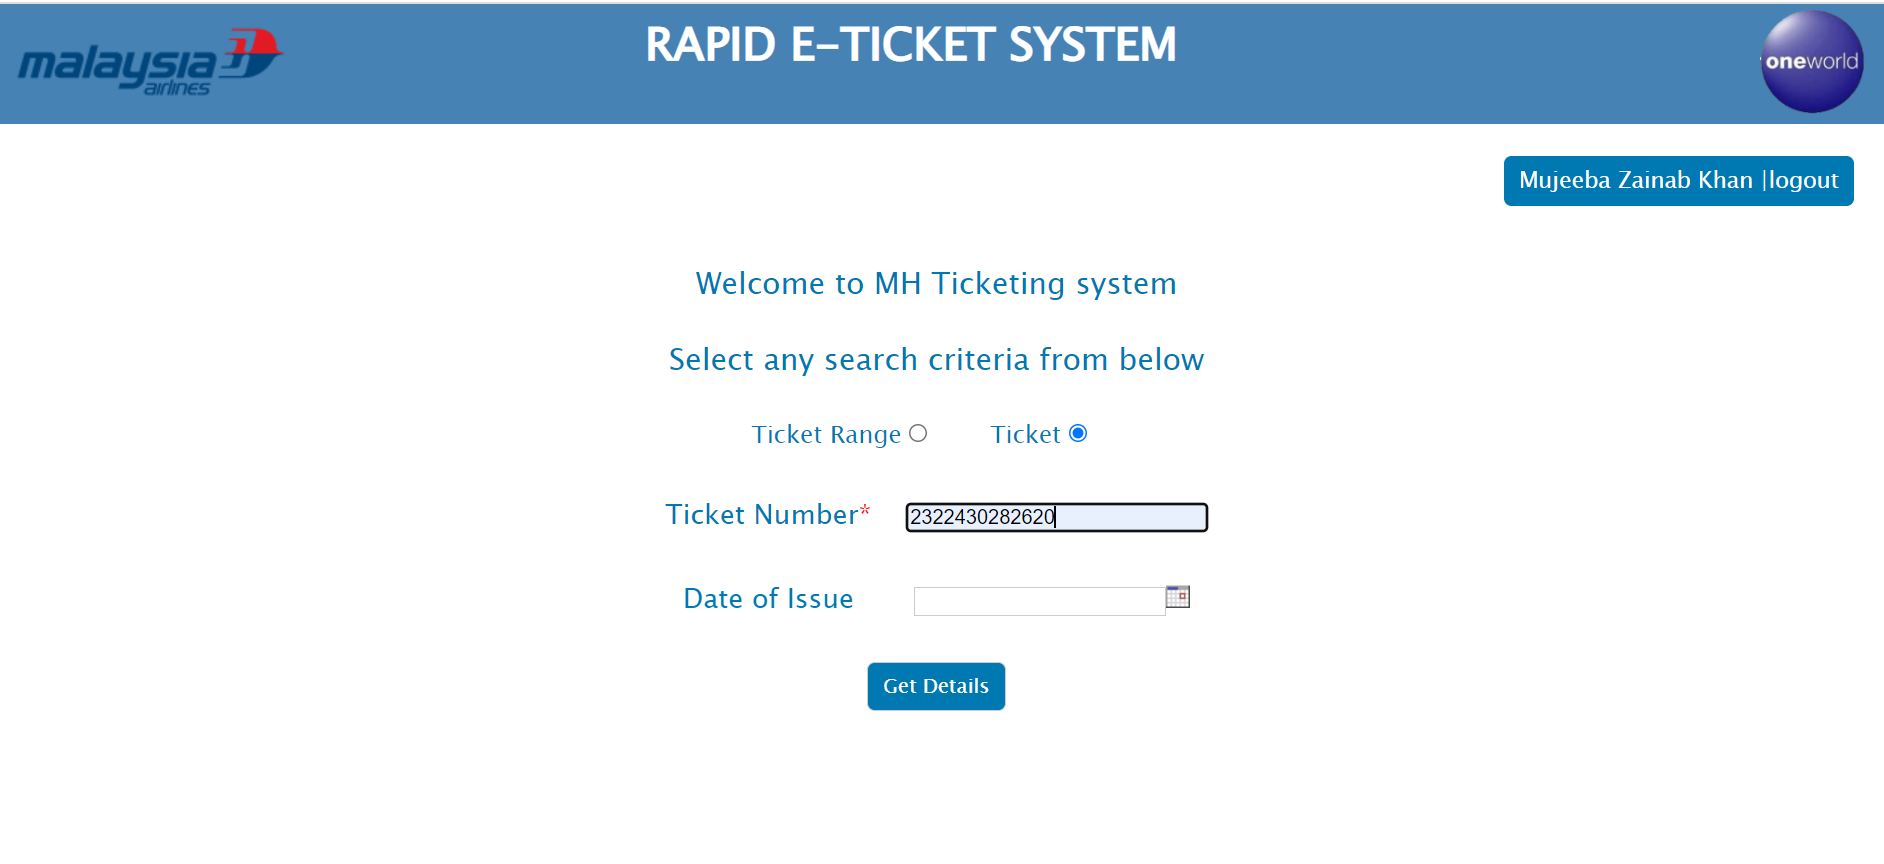 malaysia
airlines
RAPID E-TICKET SYSTEM
oneworld
Mujeeba Zainab Khan |logout
Welcome to MH Ticketing system
Select any search criteria from below
Ticket Range Ticket
Ticket Number* 2322430282620
Date of Issue
Get Details